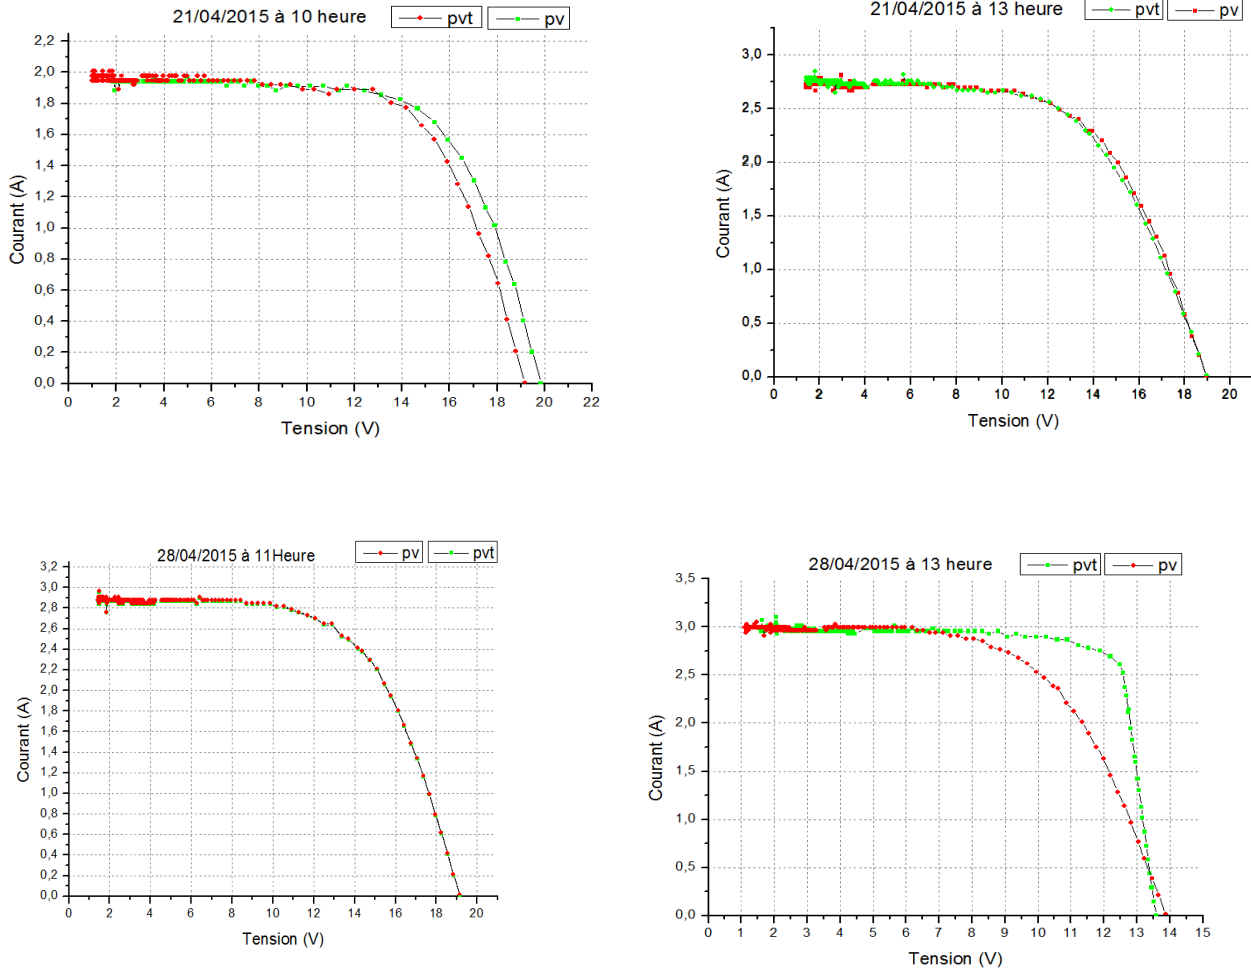 21/04/2015 à 10 heure
pvt
pv
2,2
2,0
1,8
1,6
1,4
1,2
1,0
0,8
0,6
0,4
0,2
0,0
Courant (A)
0 2 4 6 8 10 12 14 16 18 20 22
Tension (V)
21/04/2015 à 13 heure
pvt
pv
3,0
2,5
2,0
1,5
1,0
0,5
0,0
Courant (A)
0 2 4 6 8 10 12 14 16 18 20
Tension (V)
28/04/2015 à 11Heure
pv
pvt
3,2
3,0
2,8
2,6
2,4
2,2
2,0
1,8
1,6
1,4
1,2
1,0
0,8
0,6
0,4
0,2
0,0
Courant (A)
0 2 4 6 8 10 12 14 16 18 20
Tension (V)
28/04/2015 à 13 heure
pvt
pv
3,5
3,0
2,5
2,0
1,5
1,0
0,5
0,0
Courant (A)
0 1 2 3 4 5 6 7 8 9 10 11 12 13 14 15
Tension (V)